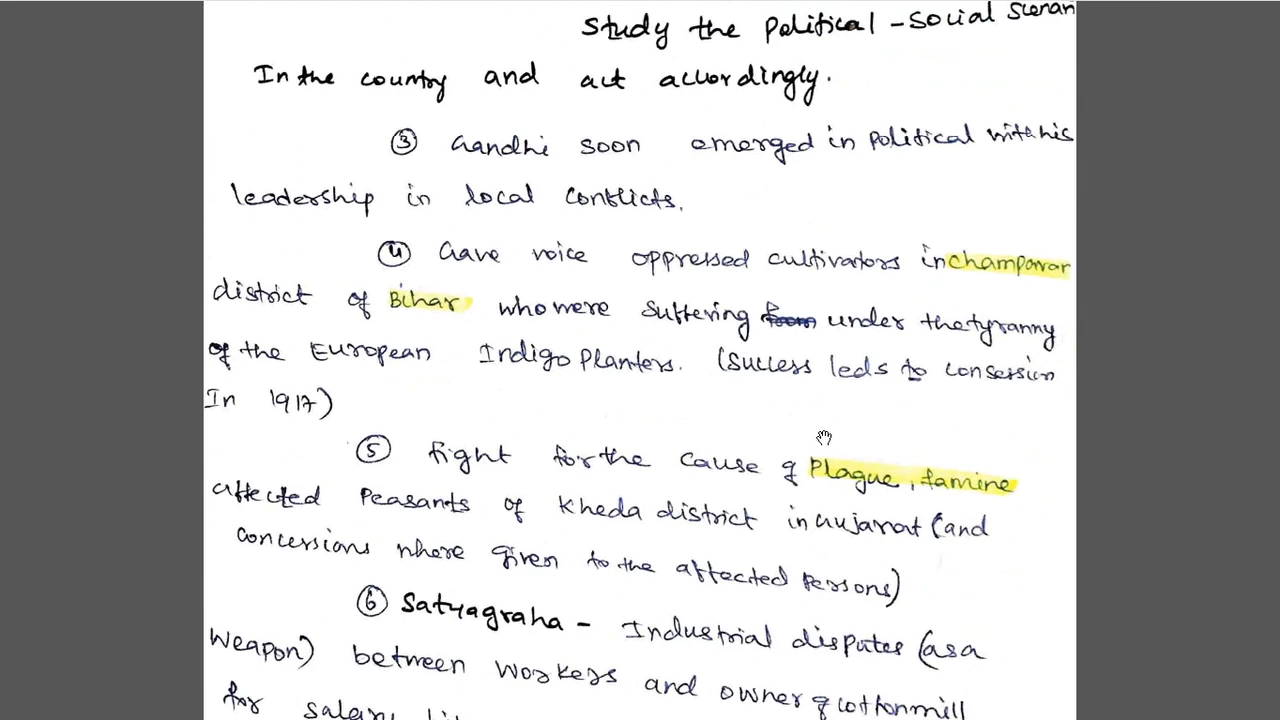 Study the Political - Social Scenar
In the country and act accordingly.
③ Gandhi soon emerged in Political with his
leadership in local conflicts.
④ Gave voice oppressed cultivators in champarar
district of Bihar who were suffering from under the tyranny
of the European Indigo Planters. (Success leds to consession
In 1917)
⑤ fight for the cause of Plague, famine
affected Peasants of Kheda district in Gujarat (and
concessions where given to the affected Persons)
⑥ Satyagraha - Industrial disputes (as a
weapon) between workers and owner of cotton mill
for salary